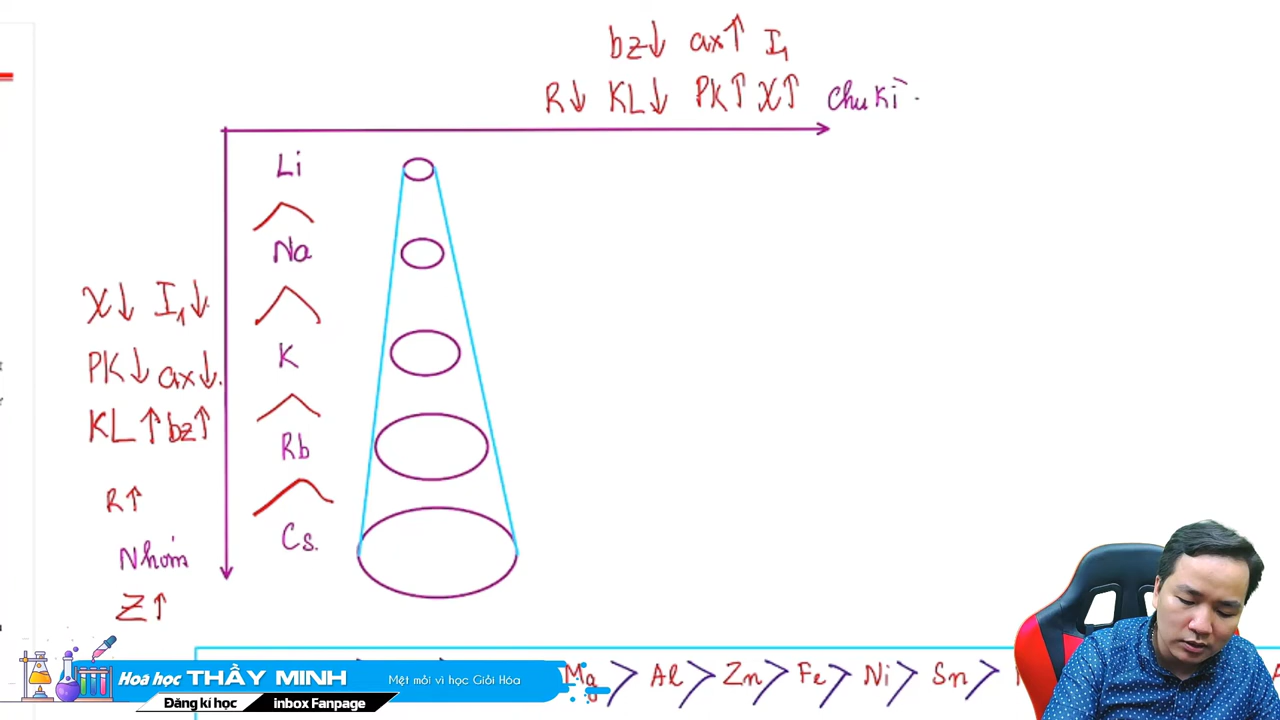 bz↓ ax↑ I₁
R↓ KL↓ PK↑ X↑ chu kì
Li
Na
K
Rb
Cs.
X↓ I₁↓
PK↓ ax↓
KL↑ bz↑
R↑
Nhóm
Z↑
Mg > Al > Zn > Fe > Ni > Sn >
Hoá học THẦY MINH
Mệt mỏi vì học Giỏi Hóa
Đăng kí học inbox Fanpage